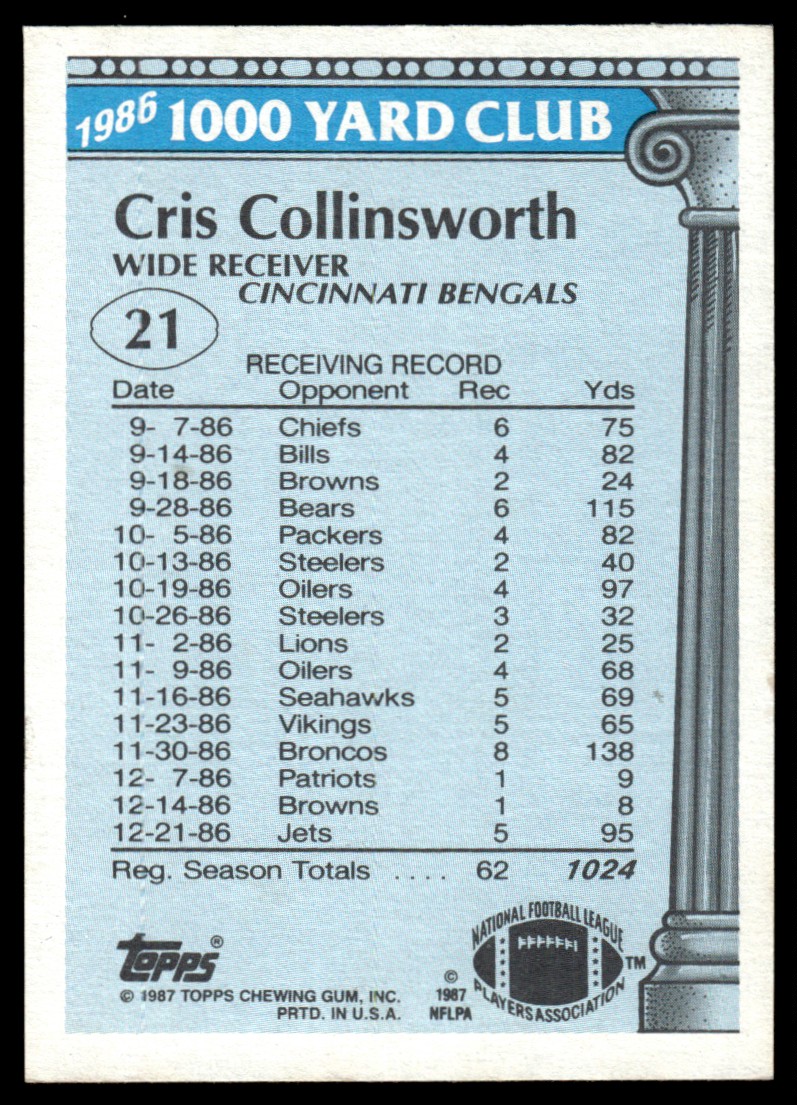 1986 1000 YARD CLUB
Cris Collinsworth
WIDE RECEIVER
CINCINNATI BENGALS
21
RECEIVING RECORD
Date Opponent Rec Yds
9- 7-86 Chiefs 6 75
9-14-86 Bills 4 82
9-18-86 Browns 2 24
9-28-86 Bears 6 115
10- 5-86 Packers 4 82
10-13-86 Steelers 2 40
10-19-86 Oilers 4 97
10-26-86 Steelers 3 32
11- 2-86 Lions 2 25
11- 9-86 Oilers 4 68
11-16-86 Seahawks 5 69
11-23-86 Vikings 5 65
11-30-86 Broncos 8 138
12- 7-86 Patriots 1 9
12-14-86 Browns 1 8
12-21-86 Jets 5 95
Reg. Season Totals .... 62 1024
topps®
© 1987 TOPPS CHEWING GUM, INC.
PRTD. IN U.S.A.
©
1987
NFLPA
NATIONAL FOOTBALL LEAGUE
PLAYERS ASSOCIATION
TM